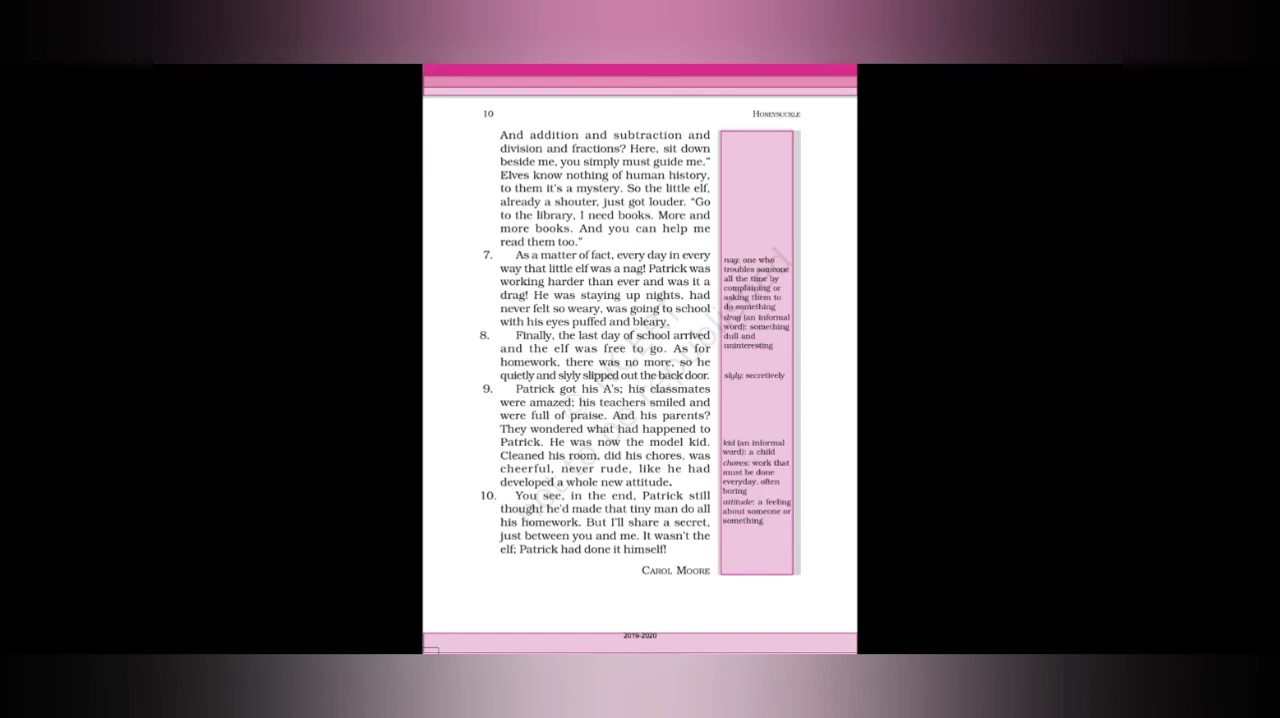 10
HONEYSUCKLE
And addition and subtraction and
division and fractions? Here, sit down
beside me, you simply must guide me.”
Elves know nothing of human history,
to them it’s a mystery. So the little elf,
already a shouter, just got louder. “Go
to the library, I need books. More and
more books. And you can help me
read them too.”
7. As a matter of fact, every day in every
way that little elf was a nag! Patrick was
working harder than ever and was it a
drag! He was staying up nights, had
never felt so weary, was going to school
with his eyes puffed and bleary.
8. Finally, the last day of school arrived
and the elf was free to go. As for
homework, there was no more, so he
quietly and slyly slipped out the back door.
9. Patrick got his A’s; his classmates
were amazed; his teachers smiled and
were full of praise. And his parents?
They wondered what had happened to
Patrick. He was now the model kid.
Cleaned his room, did his chores, was
cheerful, never rude, like he had
developed a whole new attitude.
10. You see, in the end, Patrick still
thought he’d made that tiny man do all
his homework. But I’ll share a secret,
just between you and me. It wasn’t the
elf; Patrick had done it himself!
CAROL MOORE
nag: one who
troubles someone
all the time by
complaining or
asking them to
do something
drag (an informal
word): something
dull and
uninteresting
slyly: secretively
kid (an informal
word): a child
chores: work that
must be done
everyday, often
boring
attitude: a feeling
about someone or
something
2019-2020